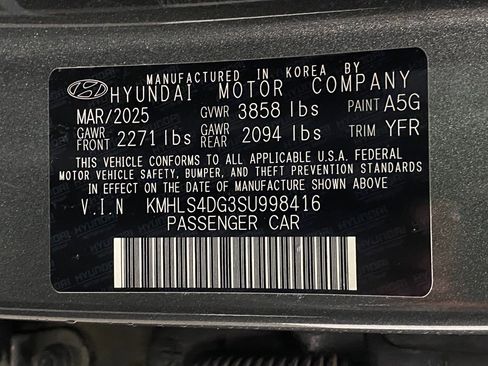 MANUFACTURED IN KOREA BY
HYUNDAI MOTOR COMPANY
MAR/2025 GVWR 3858 lbs PAINT A5G
GAWR FRONT 2271 lbs GAWR REAR 2094 lbs TRIM YFR
THIS VEHICLE CONFORMS TO ALL APPLICABLE U.S.A. FEDERAL
MOTOR VEHICLE SAFETY, BUMPER, AND THEFT PREVENTION STANDARDS
IN EFFECT ON THE DATE OF MANUFACTURE SHOWN ABOVE.
V.I.N KMHLS4DG3SU998416
PASSENGER CAR